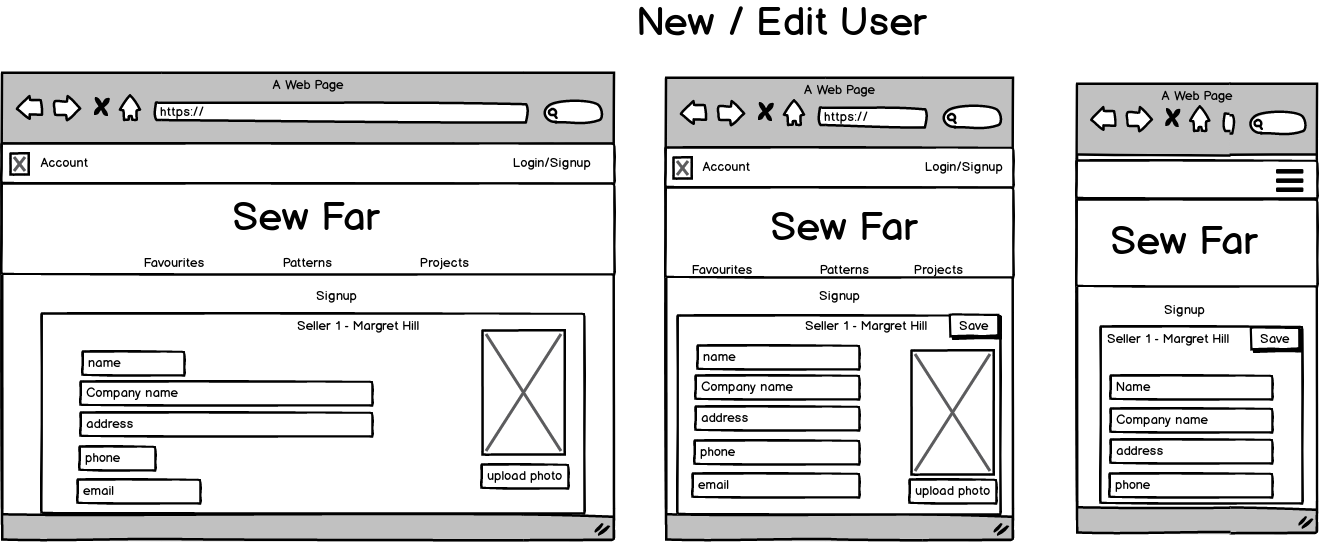 New / Edit User
A Web Page
https://
Account
Login/Signup
Sew Far
Favourites Patterns Projects
Signup
Seller 1 - Margret Hill
name
Company name
address
phone
email
upload photo
A Web Page
https://
Account
Login/Signup
Sew Far
Favourites Patterns Projects
Signup
Seller 1 - Margret Hill
Save
name
Company name
address
phone
email
upload photo
A Web Page
Sew Far
Signup
Seller 1 - Margret Hill
Save
Name
Company name
address
phone